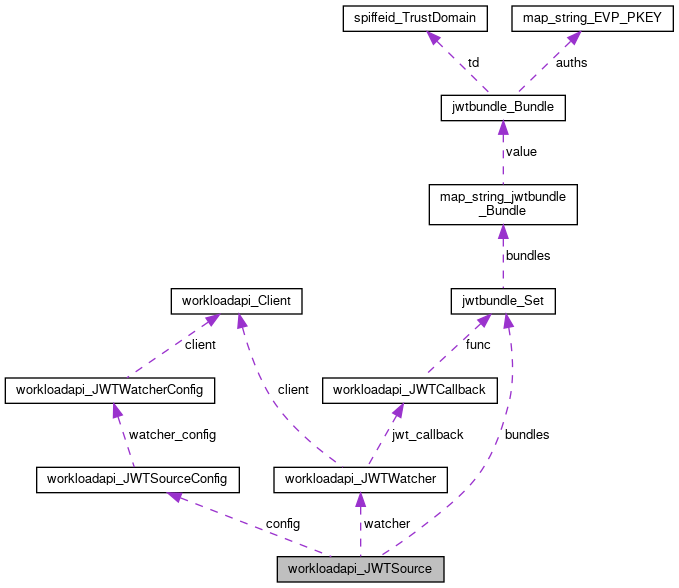 spiffeid_TrustDomain
map_string_EVP_PKEY
td
auths
jwtbundle_Bundle
value
map_string_jwtbundle
_Bundle
bundles
workloadapi_Client
jwtbundle_Set
client
func
workloadapi_JWTWatcherConfig
client
workloadapi_JWTCallback
watcher_config
jwt_callback
bundles
workloadapi_JWTSourceConfig
workloadapi_JWTWatcher
config
watcher
workloadapi_JWTSource